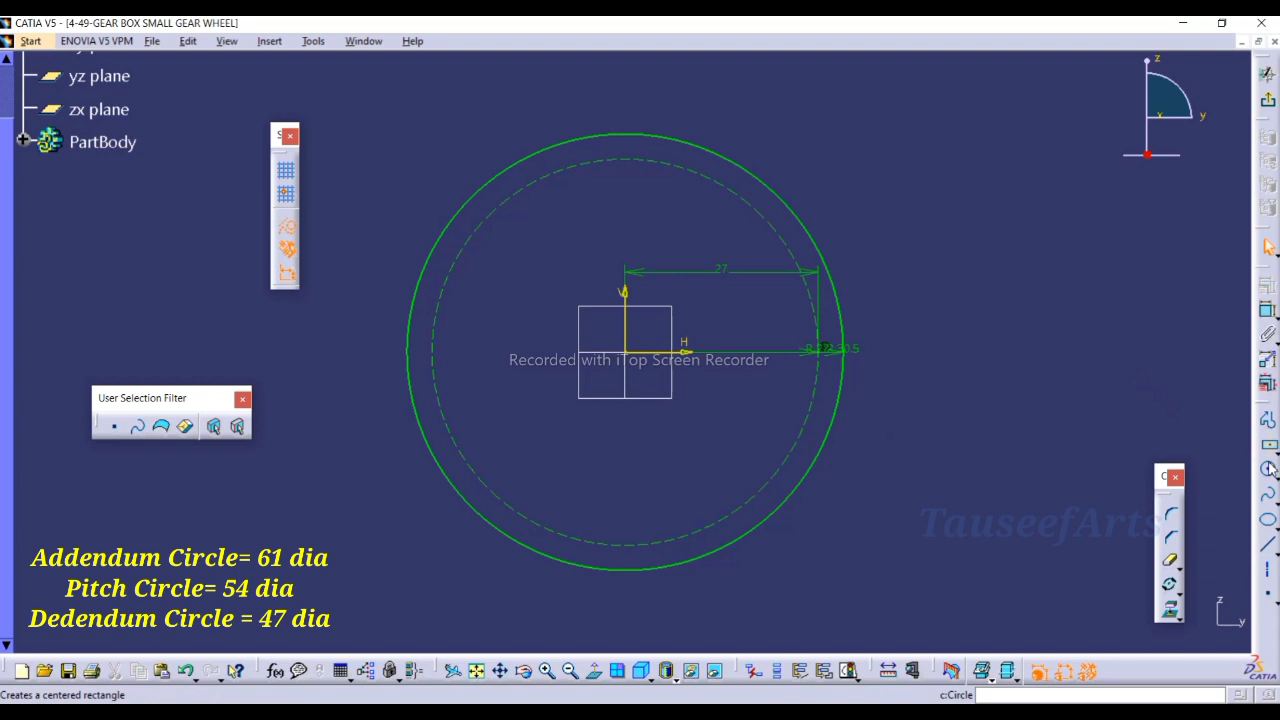 CATIA V5 - [4-49-GEAR BOX SMALL GEAR WHEEL]
Start ENOVIA V5 VPM File Edit View Insert Tools Window Help
yz plane
zx plane
PartBody
z
x
y
27
V
H
Recorded with iTop Screen Recorder
User Selection Filter
TauseefArts
Addendum Circle= 61 dia
Pitch Circle= 54 dia
Dedendum Circle = 47 dia
z
y
CATIA
Creates a centered rectangle
c:Circle